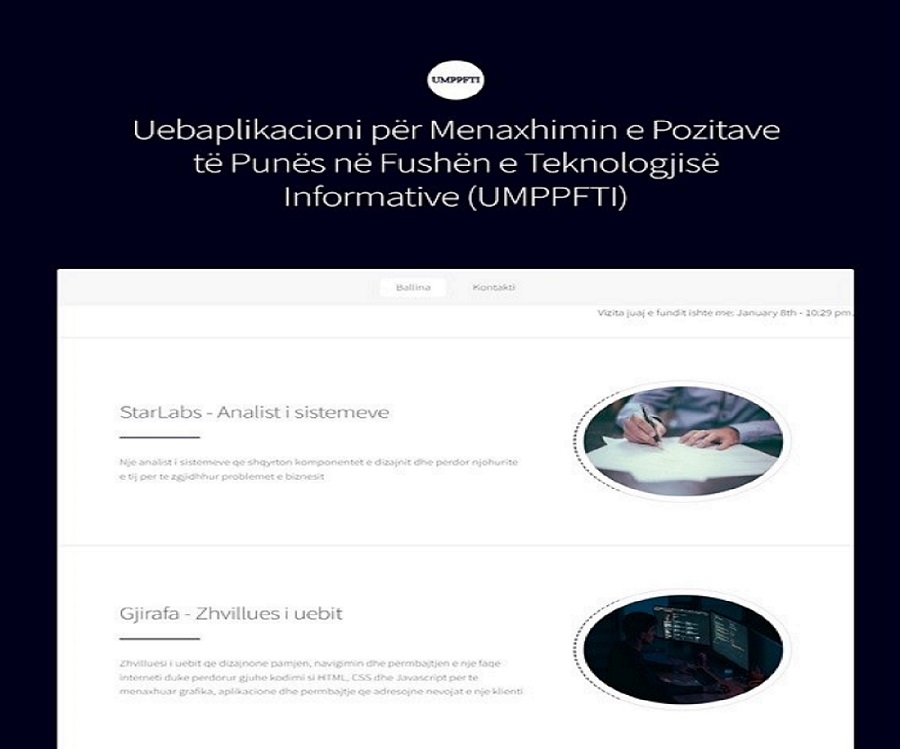 UMPPFTI
Uebaplikacioni për Menaxhimin e Pozitave
të Punës në Fushën e Teknologjisë
Informative (UMPPFTI)
Ballina Kontakti
Vizita juaj e fundit ishte me: January 8th - 10:29 pm.
StarLabs - Analist i sistemeve
Nje analist i sistemeve qe shqyrton komponentet e dizajnit dhe perdor njohurite
e tij per te zgjidhhur problemet e biznesit
Gjirafa - Zhvillues i uebit
Zhvilluesi i uebit qe dizajnone pamjen, navigimin dhe permbajtjen e nje faqe
interneti duke perdorur gjuhe kodimi si HTML, CSS dhe Javascript per te
menaxhuar grafika, aplikacione dhe permbajtje qe adresojne nevojat e nje klienti